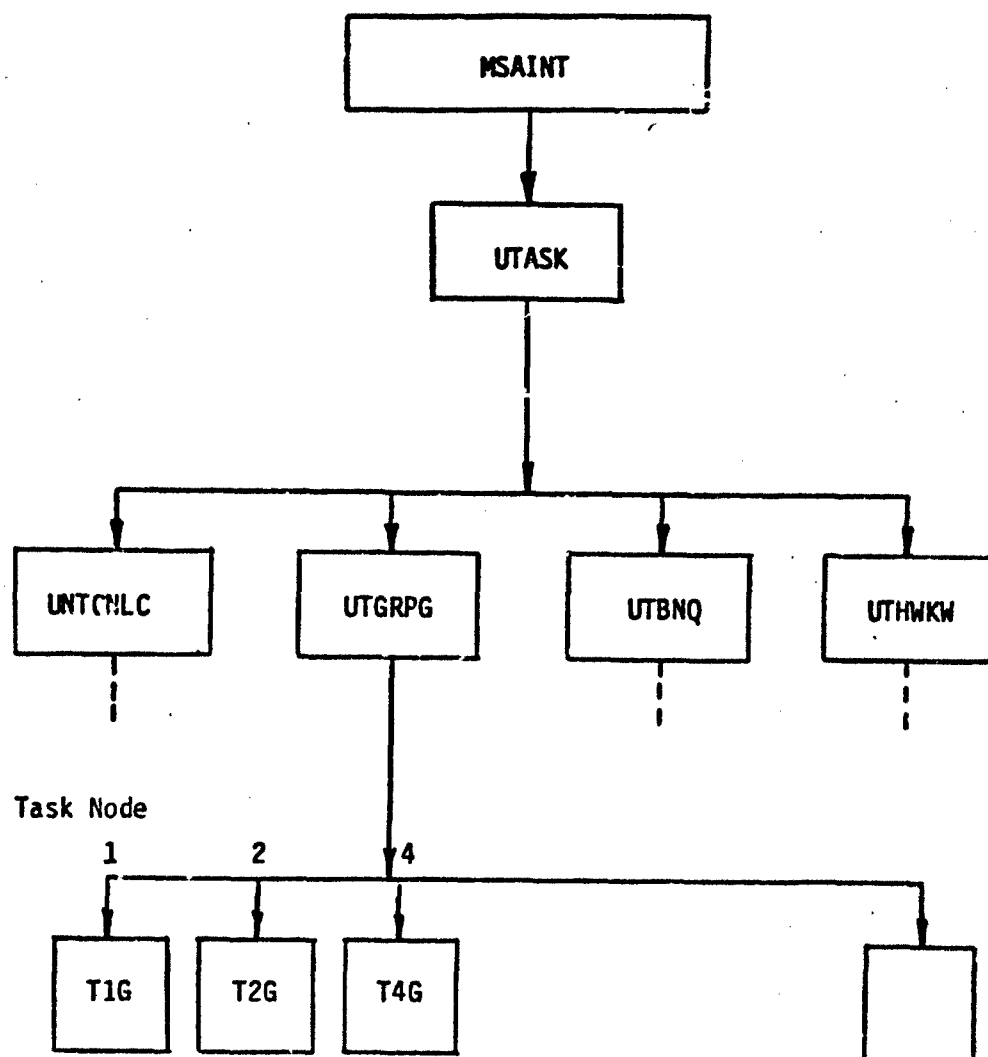 MSAINT
UTASK
UTGRPG
UTBNQ
UTHWKW
Task Node
1 2 4
T1G T2G T4G